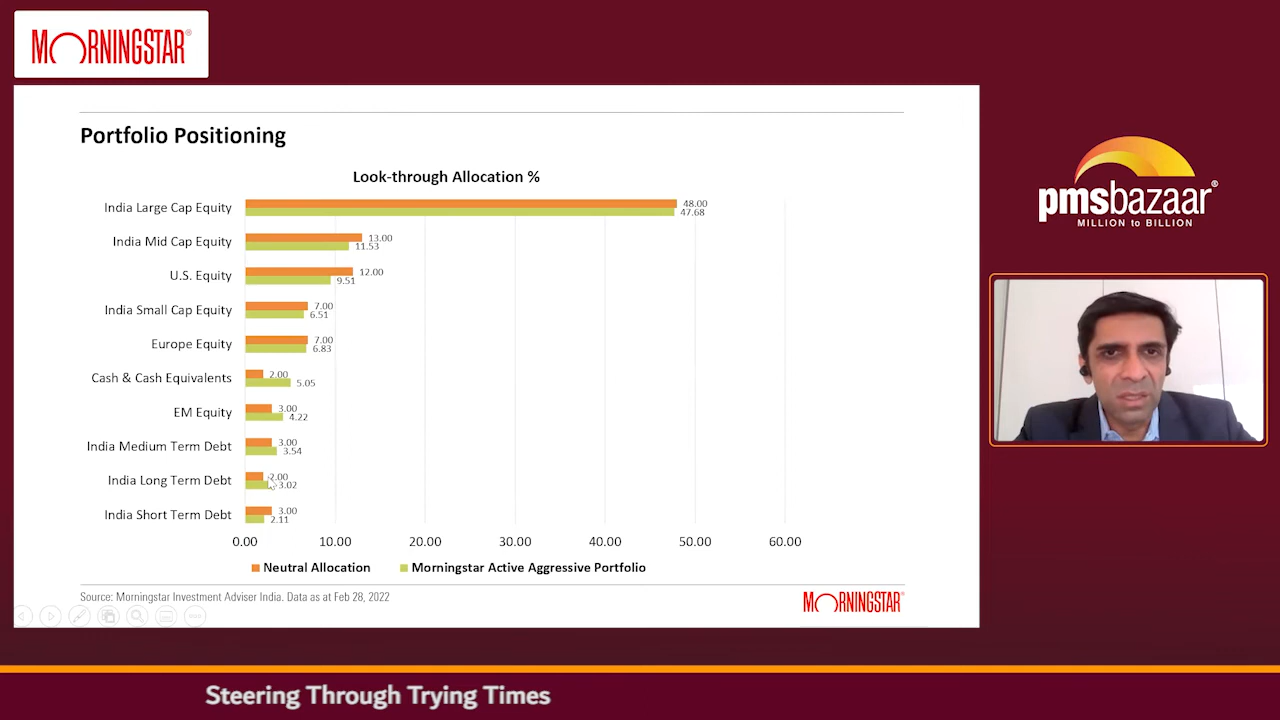 MORNINGSTAR®
Portfolio Positioning
Look-through Allocation %
India Large Cap Equity
48.00
47.68
India Mid Cap Equity
13.00
11.53
U.S. Equity
12.00
9.51
India Small Cap Equity
7.00
6.51
Europe Equity
7.00
6.83
Cash & Cash Equivalents
2.00
5.05
EM Equity
3.00
4.22
India Medium Term Debt
3.00
3.54
India Long Term Debt
2.00
3.02
India Short Term Debt
3.00
2.11
0.00 10.00 20.00 30.00 40.00 50.00 60.00
Neutral Allocation Morningstar Active Aggressive Portfolio
Source: Morningstar Investment Adviser India. Data as at Feb 28, 2022
MORNINGSTAR®
pmsbazaar®
MILLION to BILLION
Steering Through Trying Times